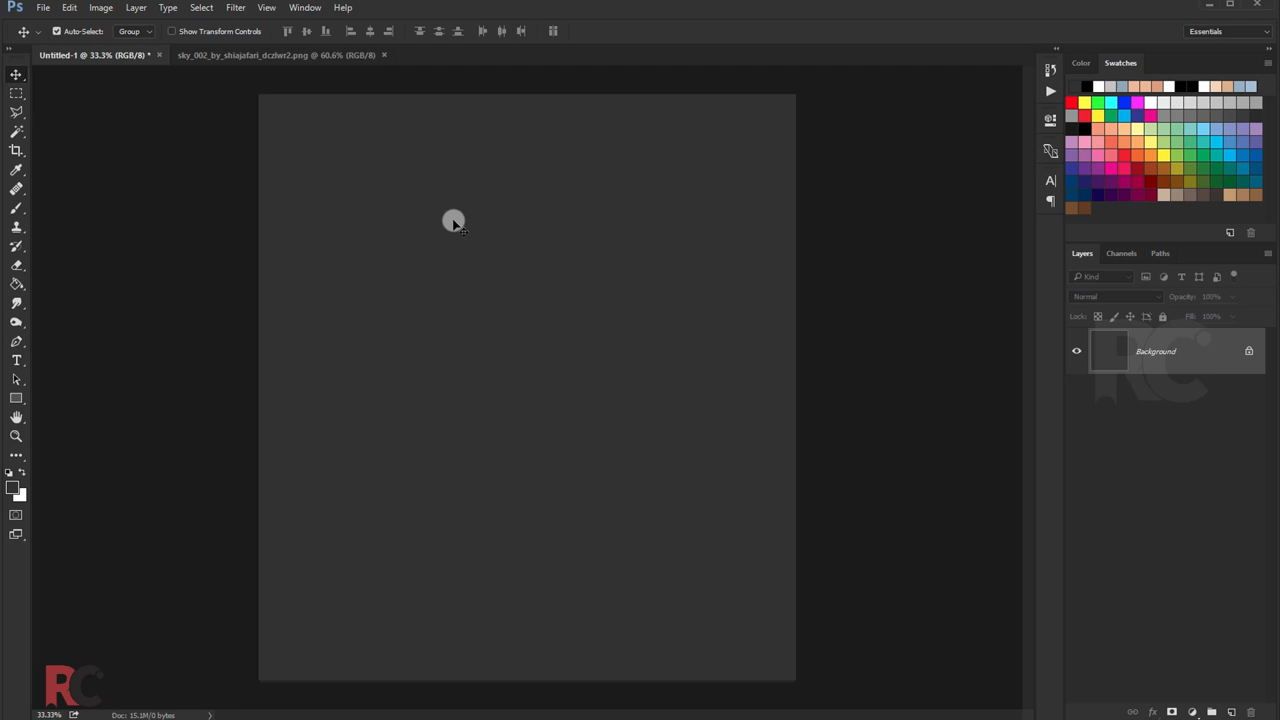 Ps File Edit Image Layer Type Select Filter View Window Help
Auto-Select: Group Show Transform Controls Essentials
Untitled-1 @ 33.3% (RGB/8) * × sky_002_by_shiajafari_dczlwr2.png @ 60.6% (RGB/8) ×
Color Swatches
Layers Channels Paths
Kind
Normal Opacity: 100%
Lock: Fill: 100%
Background
RC
RC
33.33% Doc: 15.1M/0 bytes